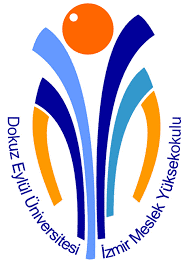 Dokuz Eylül Üniversitesi
İzmir Meslek Yüksekokulu